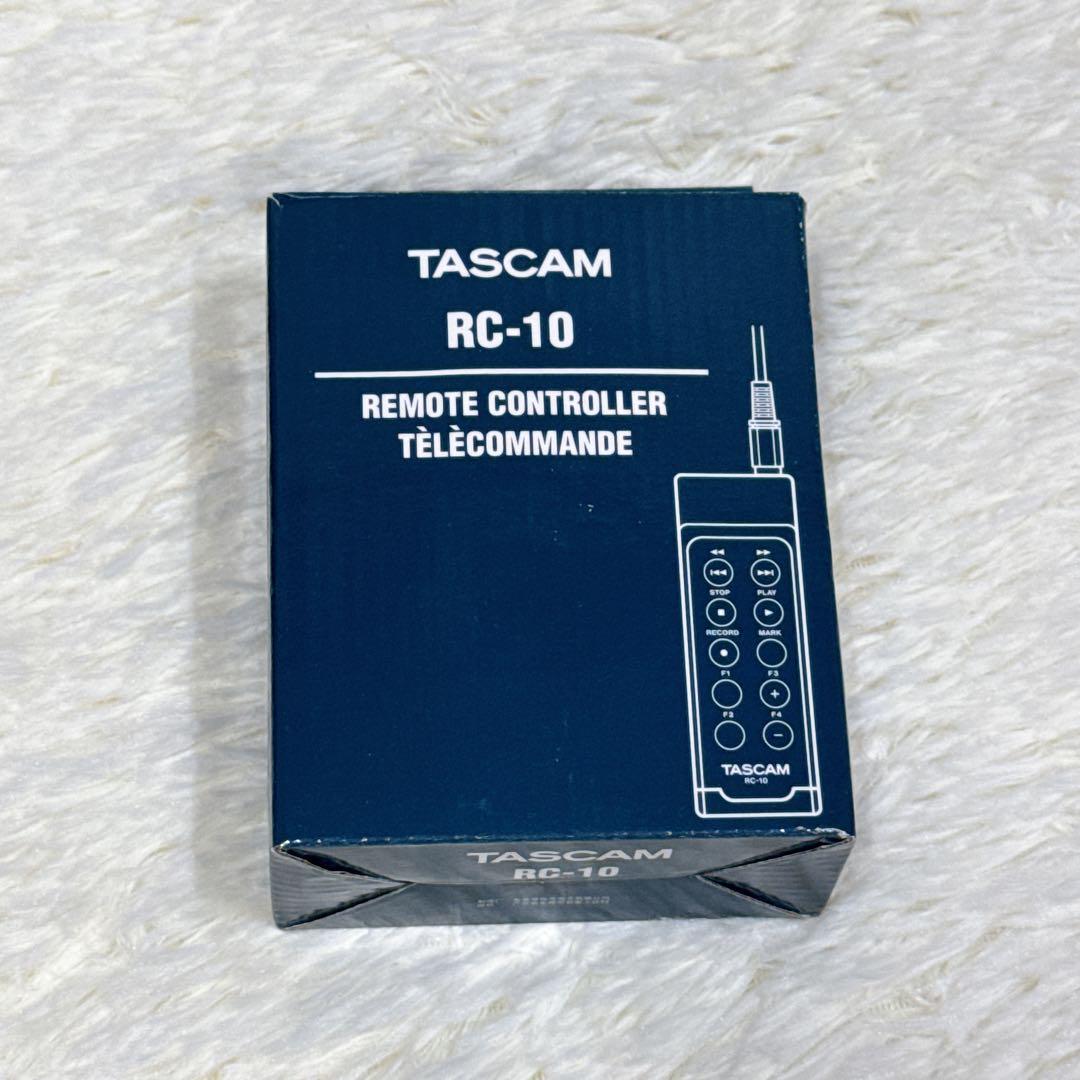 TASCAM
RC-10
REMOTE CONTROLLER
TÈLÈCOMMANDE
STOP PLAY
RECORD MARK
F1 F3
F2 F4
TASCAM
RC-10
TASCAM
RC-10